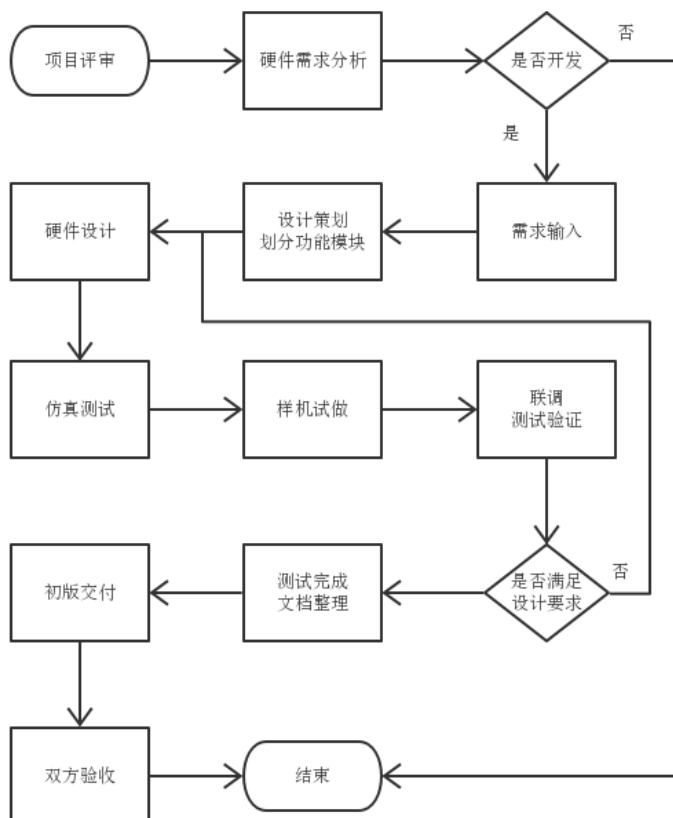 项目评审
硬件需求分析
是否开发
否
是
硬件设计
设计策划
划分功能模块
需求输入
仿真测试
样机试做
联调
测试验证
初版交付
测试完成
文档整理
是否满足
设计要求
否
双方验收
结束